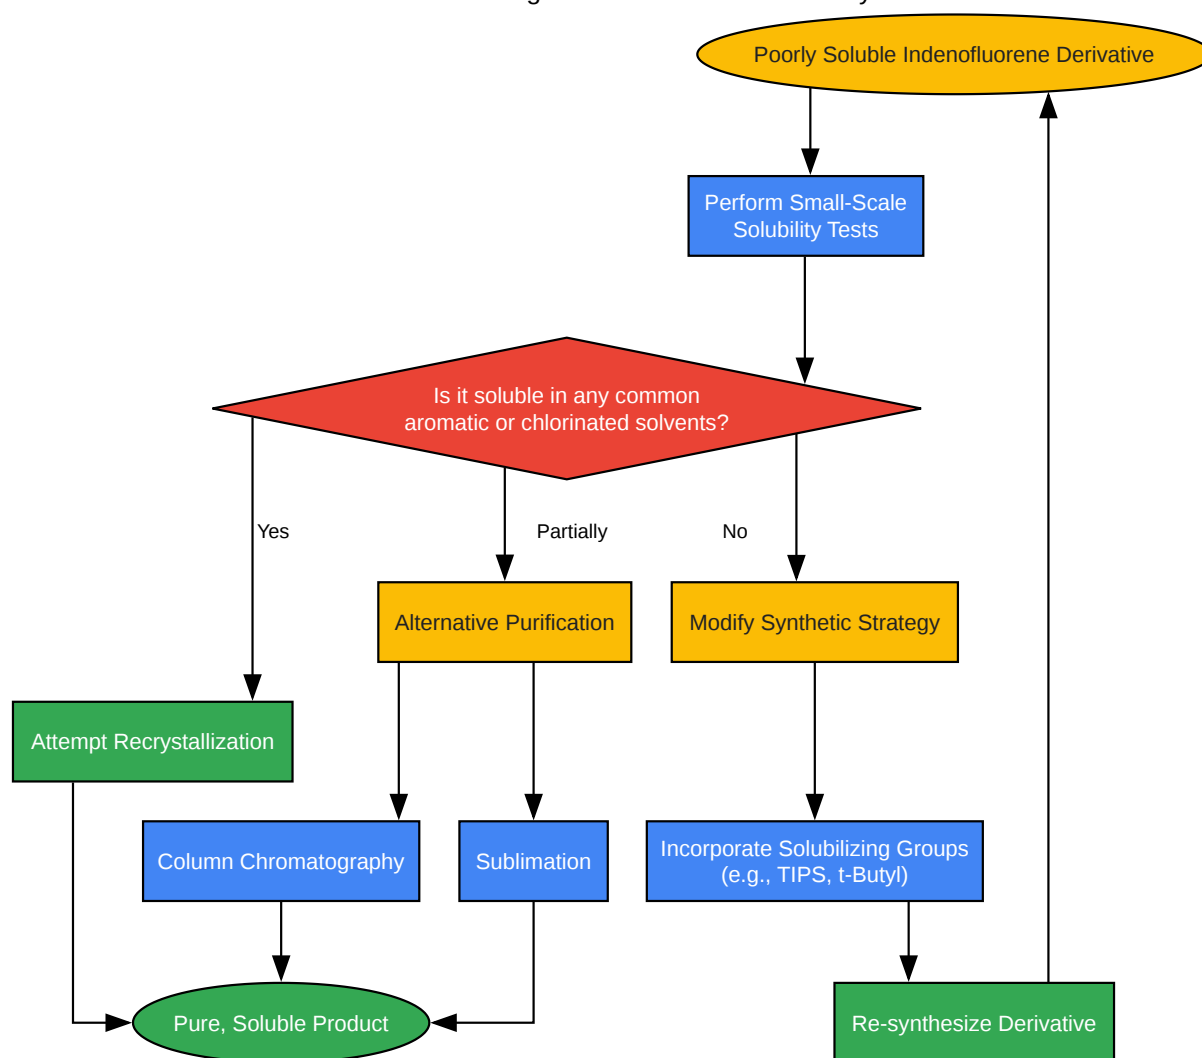 Poorly Soluble Indenofluorene Derivative
Perform Small-Scale
Solubility Tests
Is it soluble in any common
aromatic or chlorinated solvents?
Yes
Partially
No
Alternative Purification
Modify Synthetic Strategy
Attempt Recrystallization
Column Chromatography
Sublimation
Incorporate Solubilizing Groups
(e.g., TIPS, t-Butyl)
Pure, Soluble Product
Re-synthesize Derivative